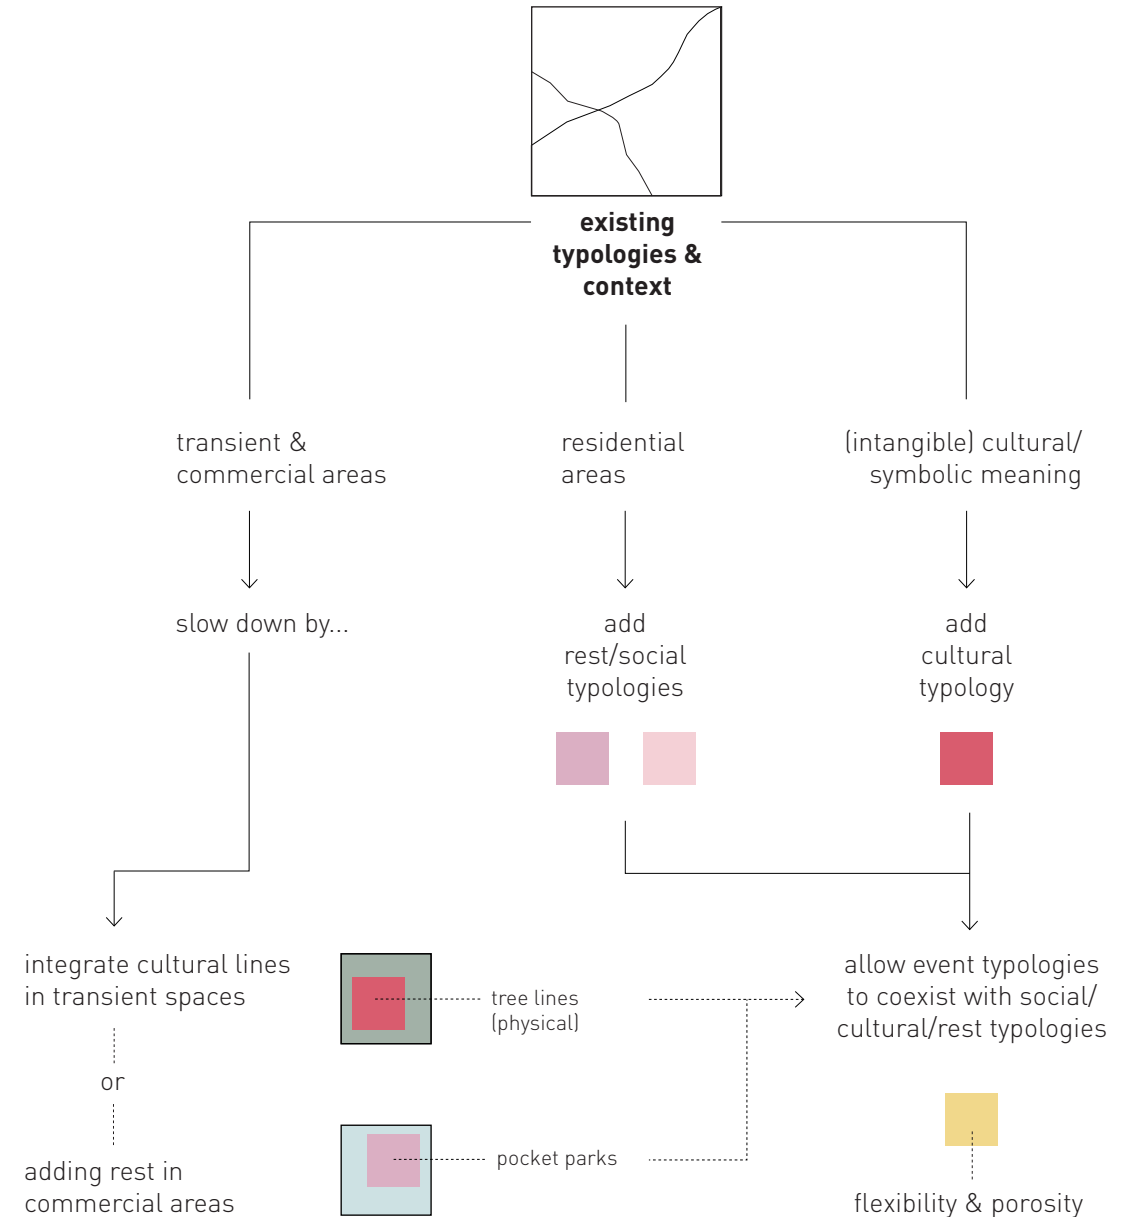 existing
typologies &
context
transient &
commercial areas
residential
areas
(intangible) cultural/
symbolic meaning
slow down by...
add
rest/social
typologies
add
cultural
typology
integrate cultural lines
in transient spaces
or
adding rest in
commercial areas
tree lines
(physical)
pocket parks
allow event typologies
to coexist with social/
cultural/rest typologies
flexibility & porosity